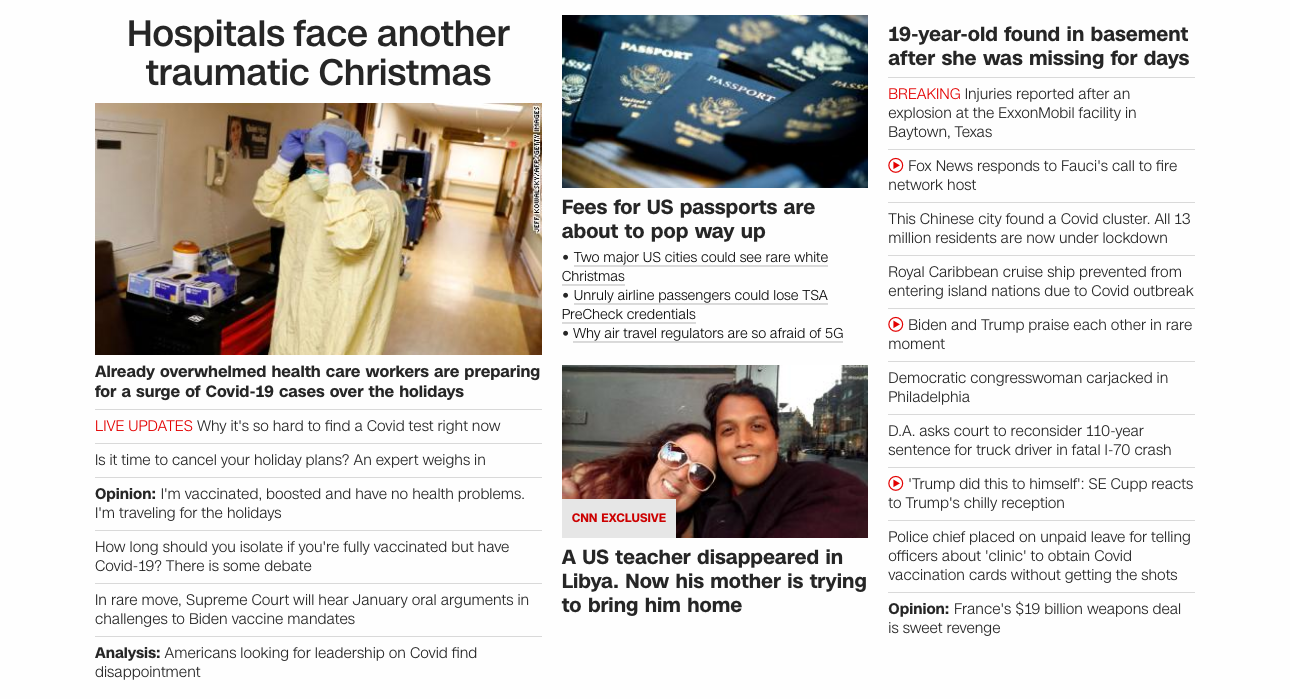 Hospitals face another
traumatic Christmas
JEFF KOWALSKY/AFP/GETTY IMAGES
Already overwhelmed health care workers are preparing
for a surge of Covid-19 cases over the holidays
LIVE UPDATES Why it's so hard to find a Covid test right now
Is it time to cancel your holiday plans? An expert weighs in
Opinion: I'm vaccinated, boosted and have no health problems.
I'm traveling for the holidays
How long should you isolate if you're fully vaccinated but have
Covid-19? There is some debate
In rare move, Supreme Court will hear January oral arguments in
challenges to Biden vaccine mandates
Analysis: Americans looking for leadership on Covid find
disappointment
PASSPORT
PASSPORT
United S
Fees for US passports are
about to pop way up
• Two major US cities could see rare white
Christmas
• Unruly airline passengers could lose TSA
PreCheck credentials
• Why air travel regulators are so afraid of 5G
CNN EXCLUSIVE
A US teacher disappeared in
Libya. Now his mother is trying
to bring him home
19-year-old found in basement
after she was missing for days
BREAKING Injuries reported after an
explosion at the ExxonMobil facility in
Baytown, Texas
Fox News responds to Fauci's call to fire
network host
This Chinese city found a Covid cluster. All 13
million residents are now under lockdown
Royal Caribbean cruise ship prevented from
entering island nations due to Covid outbreak
Biden and Trump praise each other in rare
moment
Democratic congresswoman carjacked in
Philadelphia
D.A. asks court to reconsider 110-year
sentence for truck driver in fatal I-70 crash
'Trump did this to himself': SE Cupp reacts
to Trump's chilly reception
Police chief placed on unpaid leave for telling
officers about 'clinic' to obtain Covid
vaccination cards without getting the shots
Opinion: France's $19 billion weapons deal
is sweet revenge